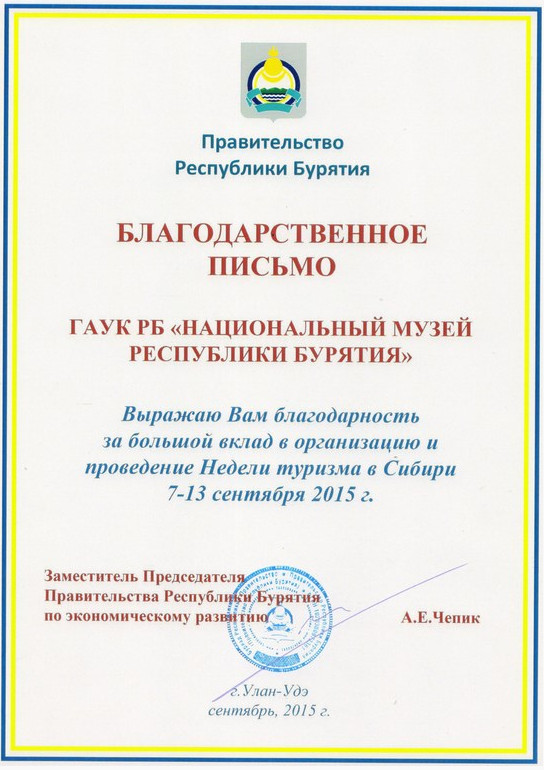 Правительство
Республики Бурятия
БЛАГОДАРСТВЕННОЕ
ПИСЬМО
ГАУК РБ «НАЦИОНАЛЬНЫЙ МУЗЕЙ
РЕСПУБЛИКИ БУРЯТИЯ»
Выражаю Вам благодарность
за большой вклад в организацию и
проведение Недели туризма в Сибири
7-13 сентября 2015 г.
Заместитель Председателя
Правительства Республики Бурятия
по экономическому развитию
А.Е.Чепик
г.Улан-Удэ
сентябрь, 2015 г.